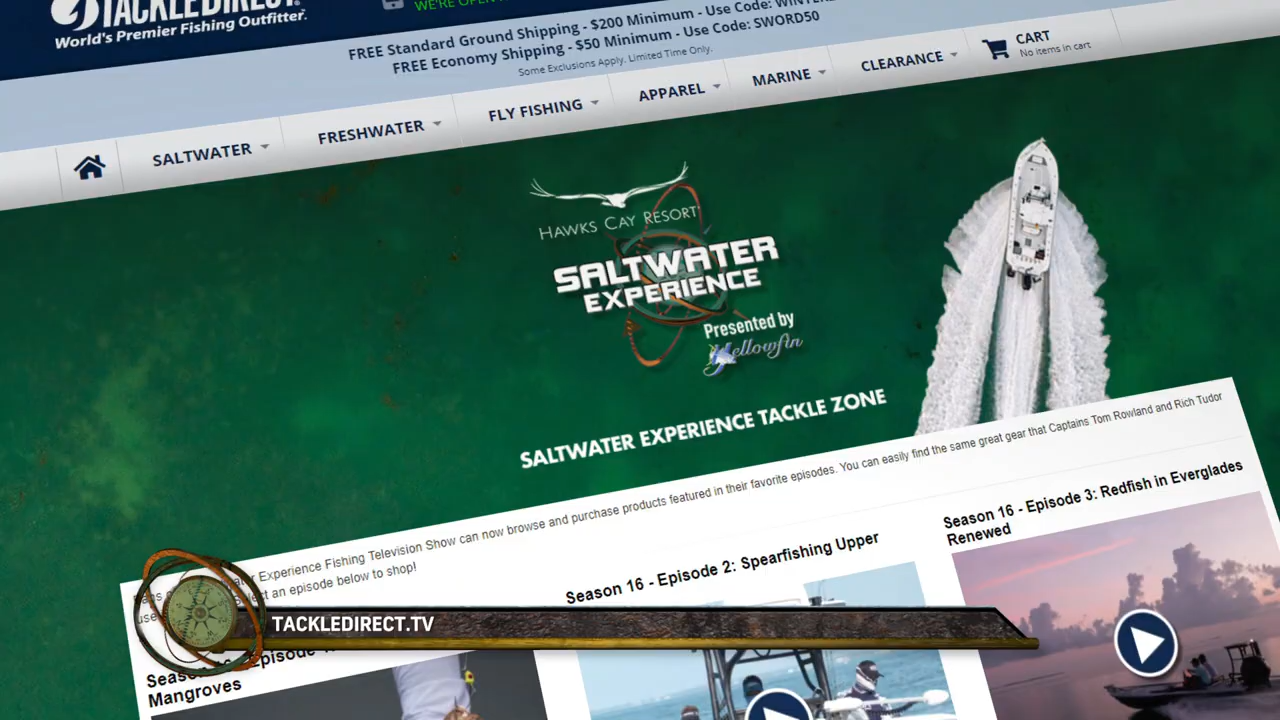 TACKLEDIRECT.
World's Premier Fishing Outfitter.
WE'RE OPEN
FREE Standard Ground Shipping - $200 Minimum - Use Code:
FREE Economy Shipping - $50 Minimum - Use Code: SWORD50
Some Exclusions Apply. Limited Time Only.
SALTWATER
FRESHWATER
FLY FISHING
APPAREL
MARINE
CLEARANCE
CART
No items in cart
HAWKS CAY RESORT
SALTWATER
EXPERIENCE
Presented by
Yellowfin
SALTWATER EXPERIENCE TACKLE ZONE
Experience Fishing Television Show can now browse and purchase products featured in their favorite episodes. You can easily find the same great gear that Captains Tom Rowland and Rich Tudor
an episode below to shop!
Mangroves
Season 16 - Episode 2: Spearfishing Upper
Season 16 - Episode 3: Redfish in Everglades
Renewed
TACKLEDIRECT.TV